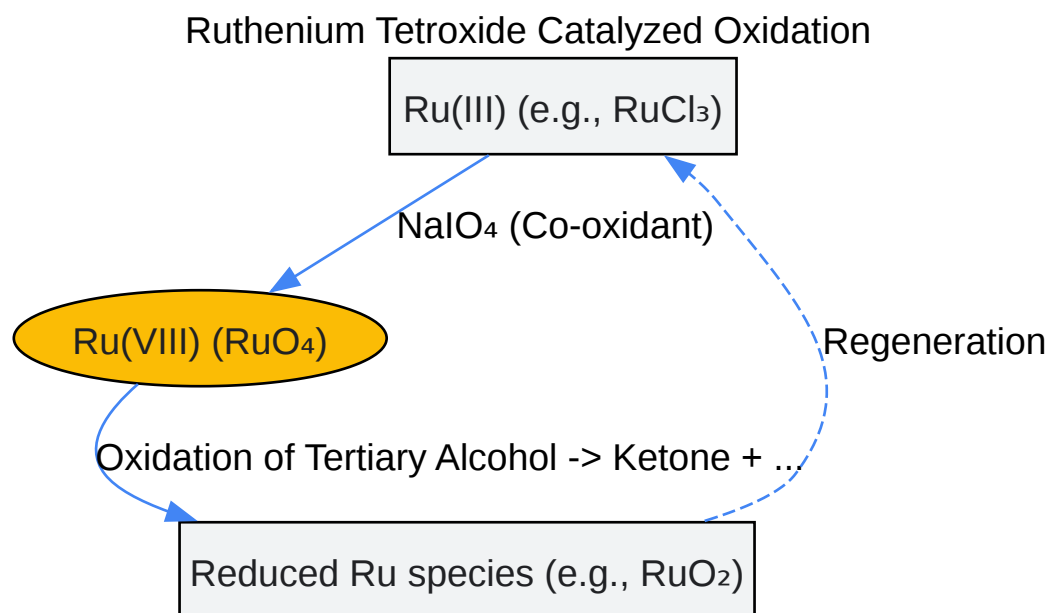 Ruthenium Tetroxide Catalyzed Oxidation
Ru(III) (e.g., RuCl₃)
NaIO₄ (Co-oxidant)
Ru(VIII) (RuO₄)
Regeneration
Oxidation of Tertiary Alcohol -> Ketone + ...
Reduced Ru species (e.g., RuO₂)